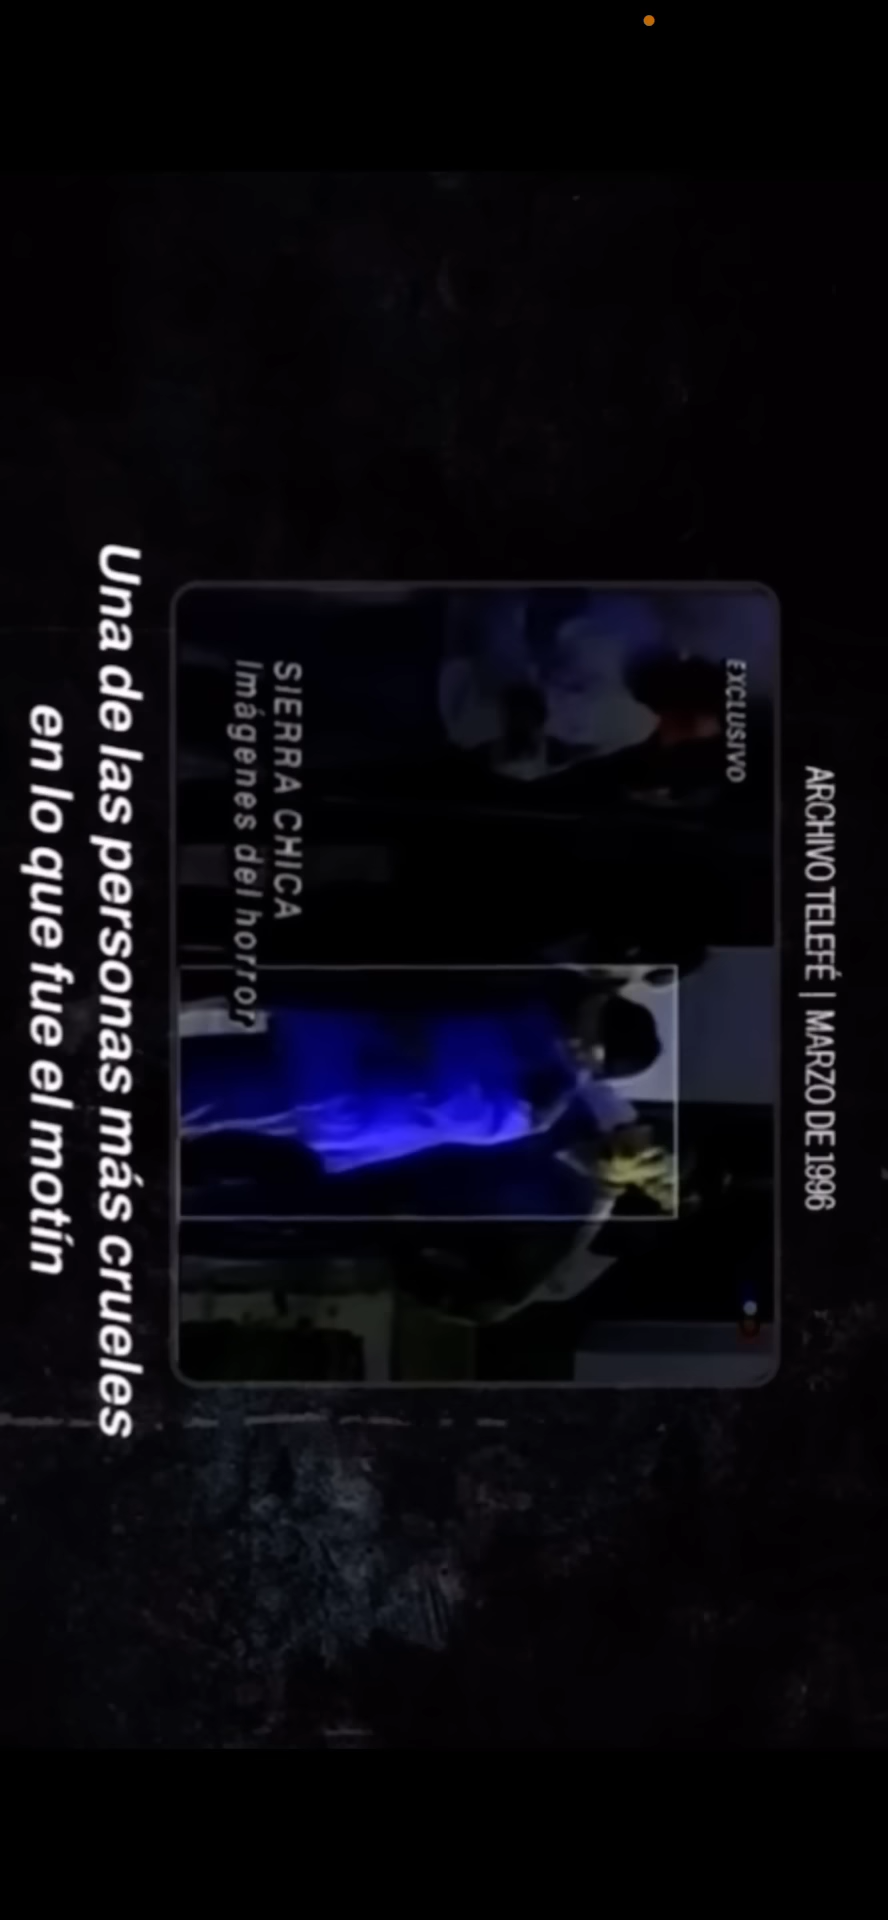 ARCHIVO TELEFÉ | MARZO DE 1996
EXCLUSIVO
SIERRA CHICA
Imágenes del horror
Una de las personas más crueles
en lo que fue el motín